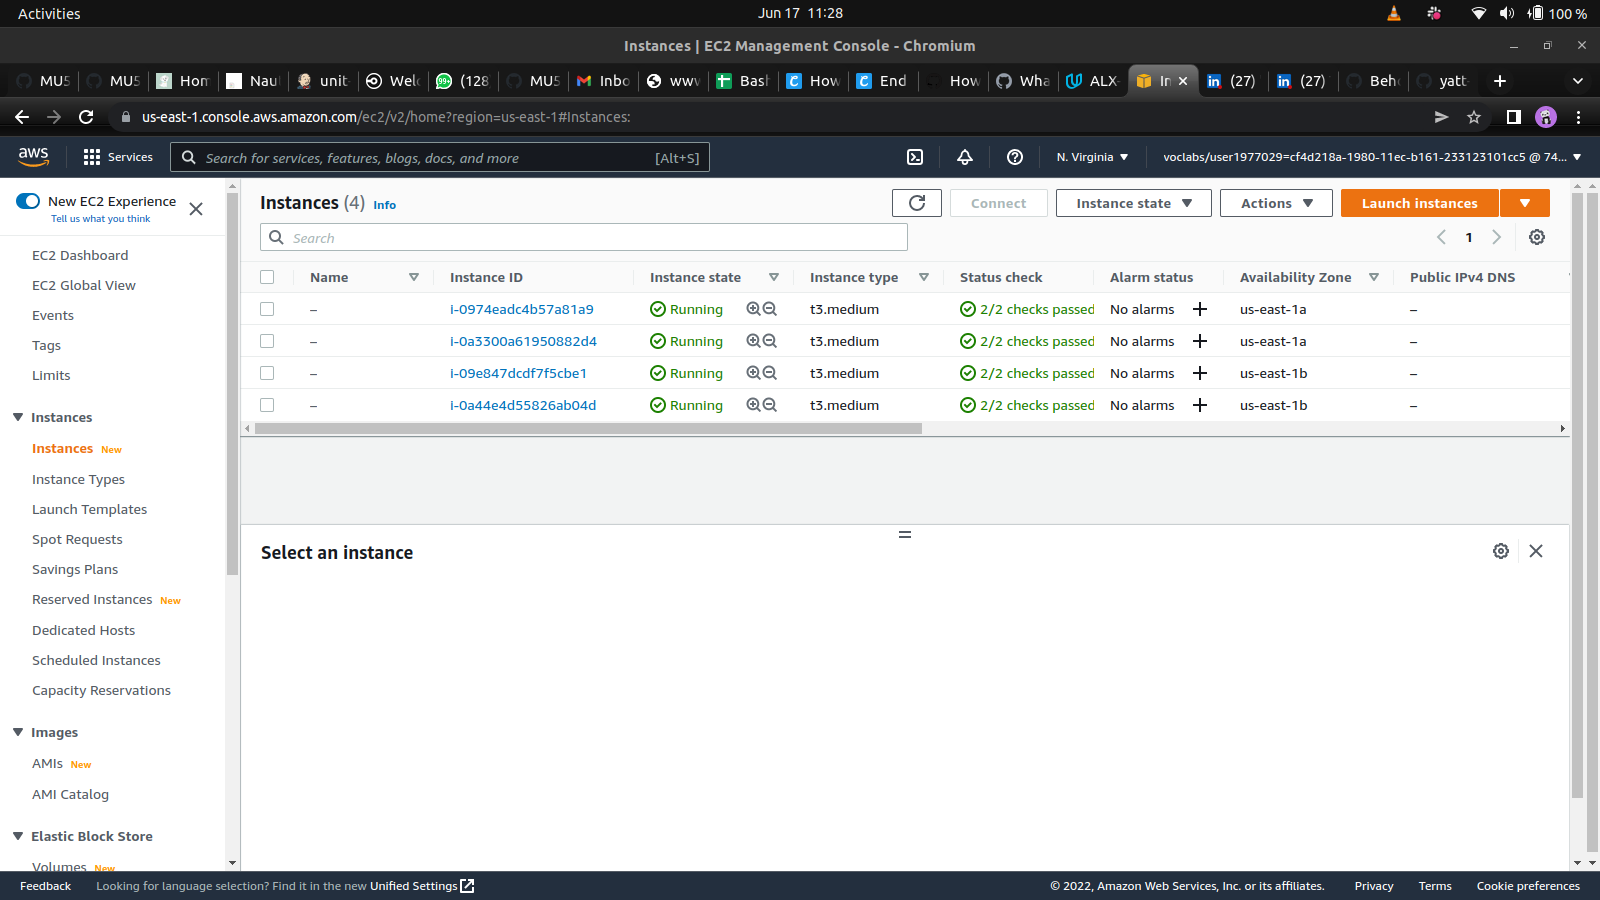 Activities
Jun 17 11:28
100 %
Instances | EC2 Management Console - Chromium
MU5 MU5 Hom Nau unit Welc (128 MU5 Inbo www Bash How End How Wha ALX- In (27) (27) Beh yatt
us-east-1.console.aws.amazon.com/ec2/v2/home?region=us-east-1#Instances:
aws Services Search for services, features, blogs, docs, and more [Alt+S] N. Virginia voclabs/user1977029=cf4d218a-1980-11ec-b161-233123101cc5 @ 74...
New EC2 Experience
Tell us what you think
EC2 Dashboard
EC2 Global View
Events
Tags
Limits
Instances
Instances New
Instance Types
Launch Templates
Spot Requests
Savings Plans
Reserved Instances New
Dedicated Hosts
Scheduled Instances
Capacity Reservations
Images
AMIs New
AMI Catalog
Elastic Block Store
Volumes New
Instances (4) Info
Connect Instance state Actions Launch instances
Search
1
Name Instance ID Instance state Instance type Status check Alarm status Availability Zone Public IPv4 DNS
– i-0974eadc4b57a81a9 Running t3.medium 2/2 checks passed No alarms + us-east-1a –
– i-0a3300a61950882d4 Running t3.medium 2/2 checks passed No alarms + us-east-1a –
– i-09e847dcdf7f5cbe1 Running t3.medium 2/2 checks passed No alarms + us-east-1b –
– i-0a44e4d55826ab04d Running t3.medium 2/2 checks passed No alarms + us-east-1b –
Select an instance
Feedback Looking for language selection? Find it in the new Unified Settings © 2022, Amazon Web Services, Inc. or its affiliates. Privacy Terms Cookie preferences